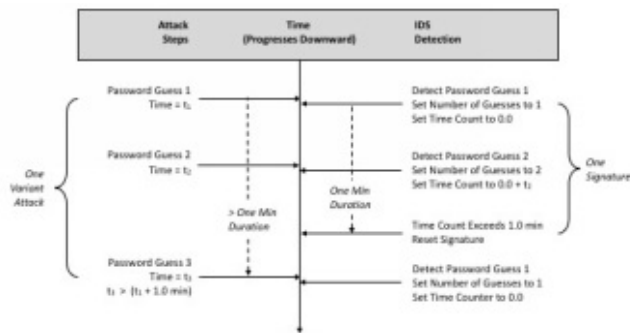 Attack Steps
Time (Progresses Downward)
IDS Detection
Password Guess 1
Time = t₁
Detect Password Guess 1
Set Number of Guesses to 1
Set Time Count to 0.0
Password Guess 2
Time = t₂
Detect Password Guess 2
Set Number of Guesses to 2
Set Time Count to 0.0 + t₂
One
Variant
Attack
One
Signature
> One Min
Duration
One Min
Duration
Time Count Exceeds 1.0 min
Reset Signature
Password Guess 3
Time = t₃
t₃ > (t₁ + 1.0 min)
Detect Password Guess 1
Set Number of Guesses to 1
Set Time Counter to 0.0